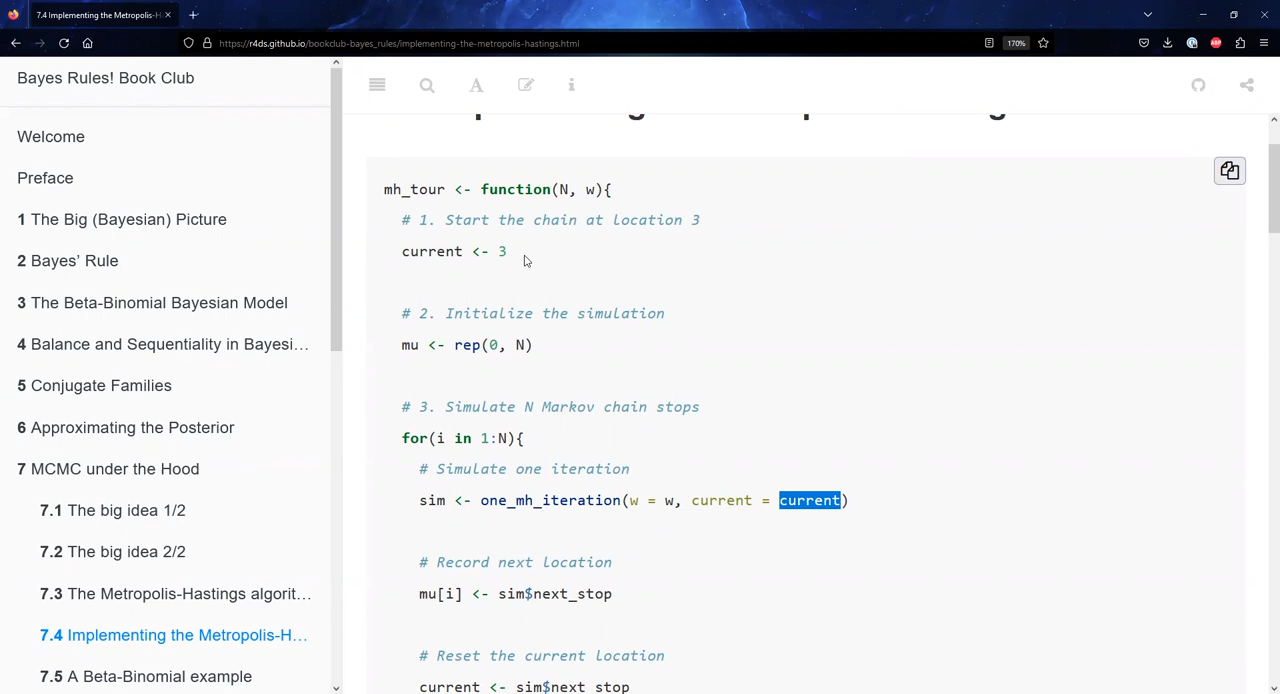 7.4 Implementing the Metropolis-H
https://r4ds.github.io/bookclub-bayes_rules/implementing-the-metropolis-hastings.html
170%
ABP
Bayes Rules! Book Club
Welcome
Preface
1 The Big (Bayesian) Picture
2 Bayes’ Rule
3 The Beta-Binomial Bayesian Model
4 Balance and Sequentiality in Bayesi…
5 Conjugate Families
6 Approximating the Posterior
7 MCMC under the Hood
7.1 The big idea 1/2
7.2 The big idea 2/2
7.3 The Metropolis-Hastings algorit…
7.4 Implementing the Metropolis-H…
7.5 A Beta-Binomial example
mh_tour <- function(N, w){
# 1. Start the chain at location 3
current <- 3
# 2. Initialize the simulation
mu <- rep(0, N)
# 3. Simulate N Markov chain stops
for(i in 1:N){
# Simulate one iteration
sim <- one_mh_iteration(w = w, current = current)
# Record next location
mu[i] <- sim$next_stop
# Reset the current location
current <- sim$next_stop